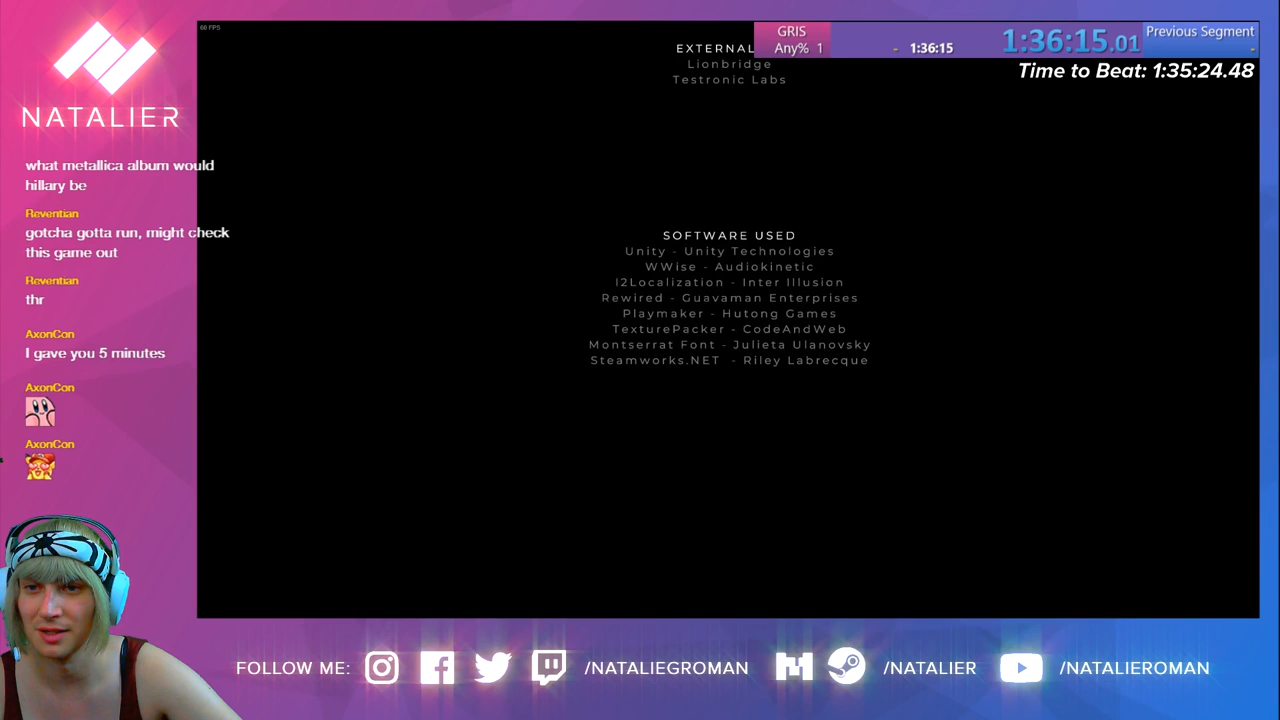 NATALIER
what metallica album would
hillary be
Reventian
gotcha gotta run, might check
this game out
Reventian
thr
AxonCon
I gave you 5 minutes
AxonCon
AxonCon
60 FPS
EXTERNAL
Lionbridge
Testronic Labs
GRIS
Any% 1
- 1:36:15
1:36:15.01
Previous Segment
-
Time to Beat: 1:35:24.48
SOFTWARE USED
Unity - Unity Technologies
WWise - Audiokinetic
I2Localization - Inter Illusion
Rewired - Guavaman Enterprises
Playmaker - Hutong Games
TexturePacker - CodeAndWeb
Montserrat Font - Julieta Ulanovsky
Steamworks.NET - Riley Labrecque
FOLLOW ME: /NATALIEGROMAN /NATALIER /NATALIEROMAN